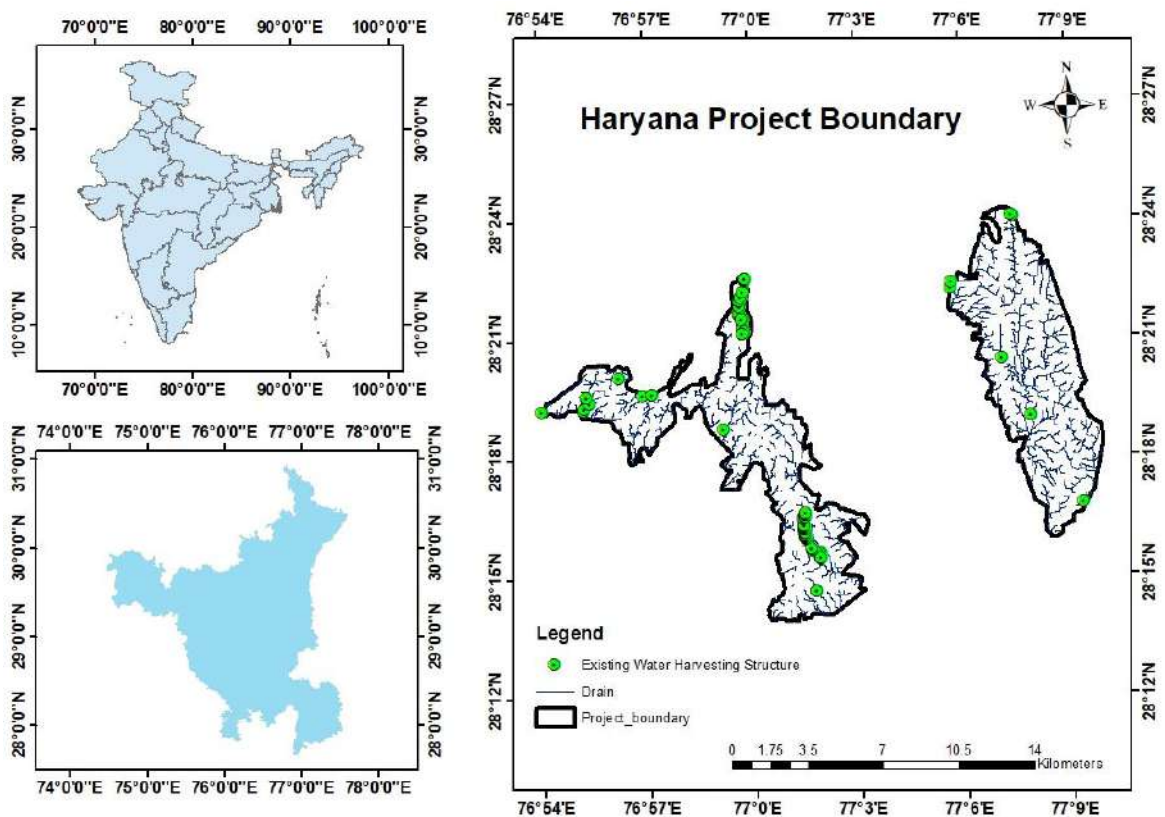 70°0'0"E 80°0'0"E 90°0'0"E 100°0'0"E
30°0'0"N 30°0'0"N
20°0'0"N 20°0'0"N
10°0'0"N 10°0'0"N
70°0'0"E 80°0'0"E 90°0'0"E 100°0'0"E
74°0'0"E 75°0'0"E 76°0'0"E 77°0'0"E 78°0'0"E
31°0'0"N 31°0'0"N
30°0'0"N 30°0'0"N
29°0'0"N 29°0'0"N
28°0'0"N 28°0'0"N
74°0'0"E 75°0'0"E 76°0'0"E 77°0'0"E 78°0'0"E
76°54'E 76°57'E 77°0'E 77°3'E 77°6'E 77°9'E
N
W E
S
Haryana Project Boundary
28°27'N 28°27'N
28°24'N 28°24'N
28°21'N 28°21'N
28°18'N 28°18'N
28°15'N 28°15'N
28°12'N 28°12'N
Legend
Existing Water Harvesting Structure
Drain
Project_boundary
0 1.75 3.5 7 10.5 14
Kilometers
76°54'E 76°57'E 77°0'E 77°3'E 77°6'E 77°9'E